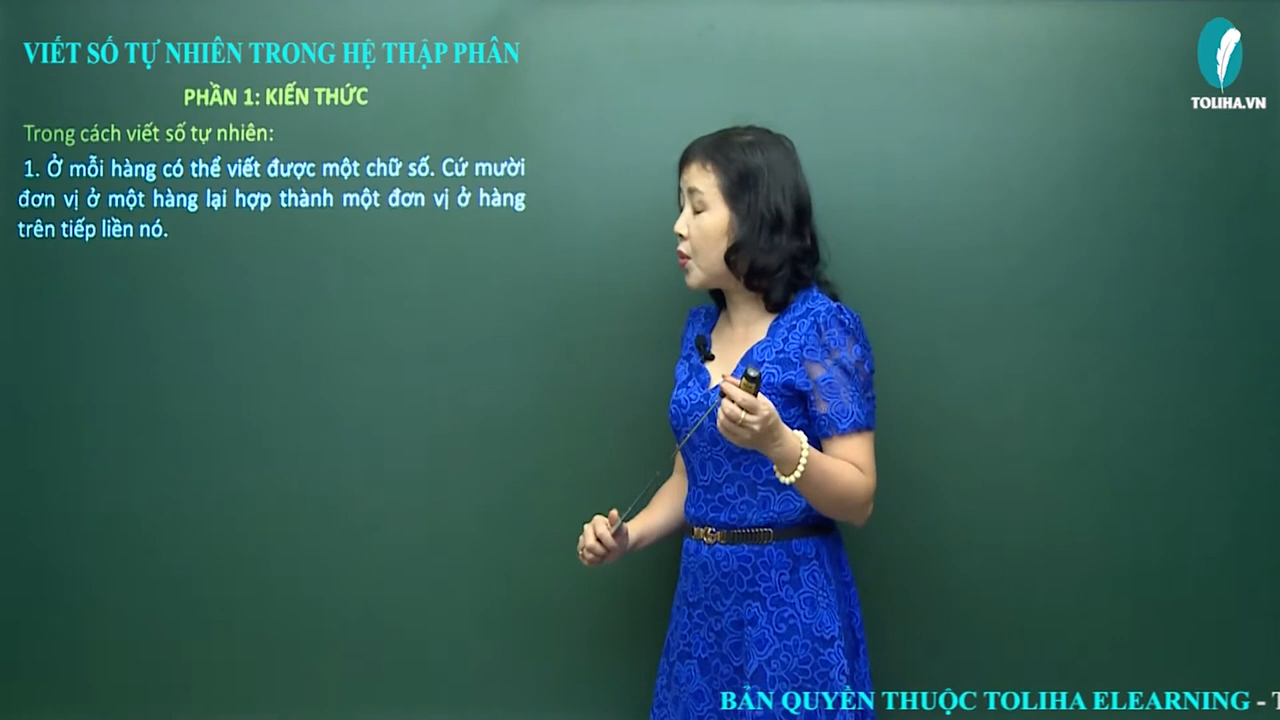 VIẾT SỐ TỰ NHIÊN TRONG HỆ THẬP PHÂN
PHẦN 1: KIẾN THỨC
Trong cách viết số tự nhiên:
1. Ở mỗi hàng có thể viết được một chữ số. Cứ mười
đơn vị ở một hàng lại hợp thành một đơn vị ở hàng
trên tiếp liền nó.
TOLIHA.VN
BẢN QUYỀN THUỘC TOLIHA ELEARNING -